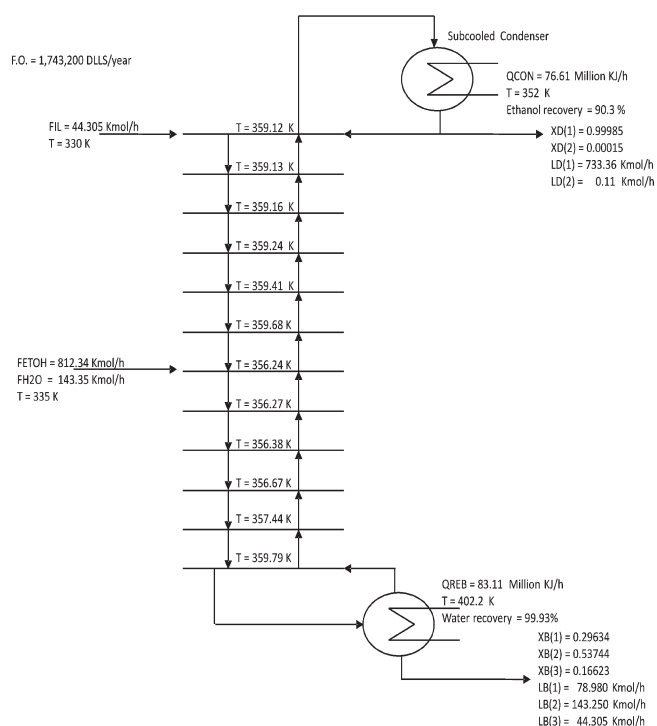 Subcooled Condenser
F.O. = 1,743,200 DLLS/year
QCON = 76.61 Million KJ/h
T = 352 K
Ethanol recovery = 90.3 %
FIL = 44.305 Kmol/h
T = 330 K
T = 359.12 K
XD(1) = 0.99985
XD(2) = 0.00015
LD(1) = 733.36 Kmol/h
LD(2) = 0.11 Kmol/h
T = 359.13 K
T = 359.16 K
T = 359.24 K
T = 359.41 K
T = 359.68 K
FETOH = 812.34 Kmol/h
FH2O = 143.35 Kmol/h
T = 335 K
T = 356.24 K
T = 356.27 K
T = 356.38 K
T = 356.67 K
T = 357.44 K
T = 359.79 K
QREB = 83.11 Million KJ/h
T = 402.2 K
Water recovery = 99.93%
XB(1) = 0.29634
XB(2) = 0.53744
XB(3) = 0.16623
LB(1) = 78.980 Kmol/h
LB(2) = 143.250 Kmol/h
LB(3) = 44.305 Kmol/h